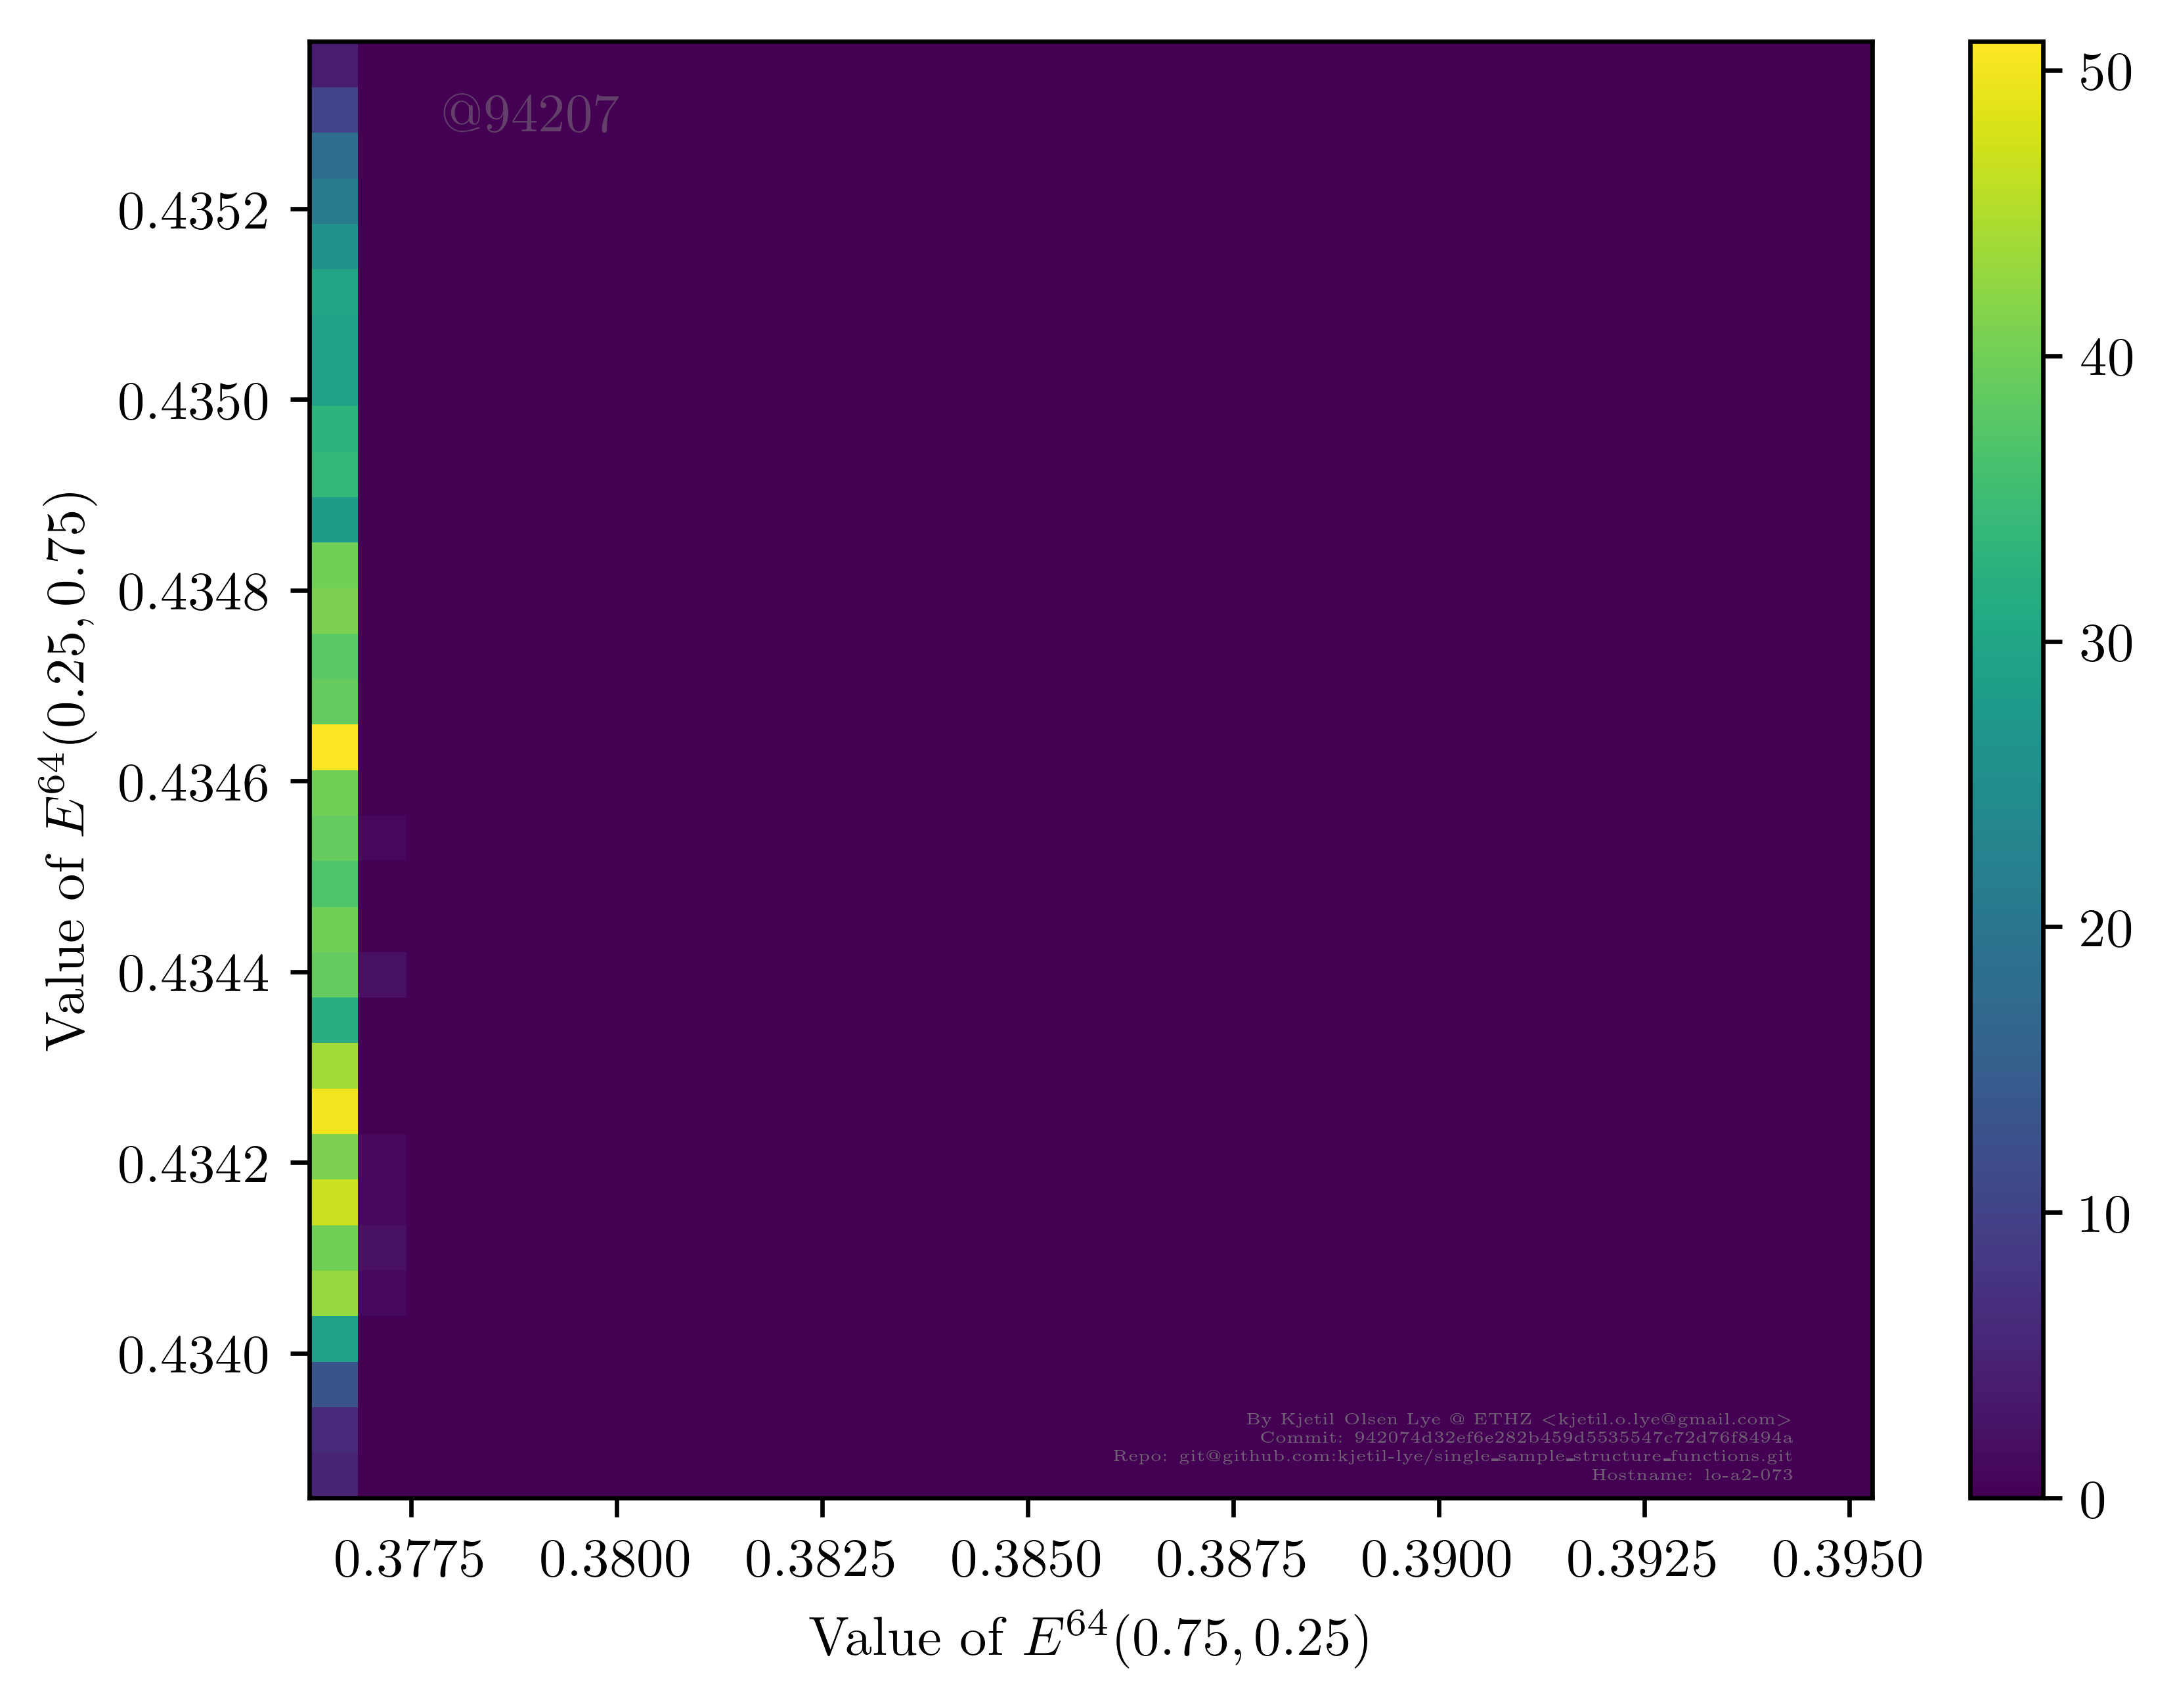 @94207
0.4352
0.4350
0.4348
0.4346
0.4344
0.4342
0.4340
Value of E^64(0.25, 0.75)
50
40
30
20
10
0
By Kjetil Olsen Lye @ ETHZ <kjetil.o.lye@gmail.com>
Commit: 942074d32ef6e282b459d5535547c72d76f8494a
Repo: git@github.com:kjetil-lye/single_sample_structure_functions.git
Hostname: lo-a2-073
0.3775 0.3800 0.3825 0.3850 0.3875 0.3900 0.3925 0.3950
Value of E^64(0.75, 0.25)